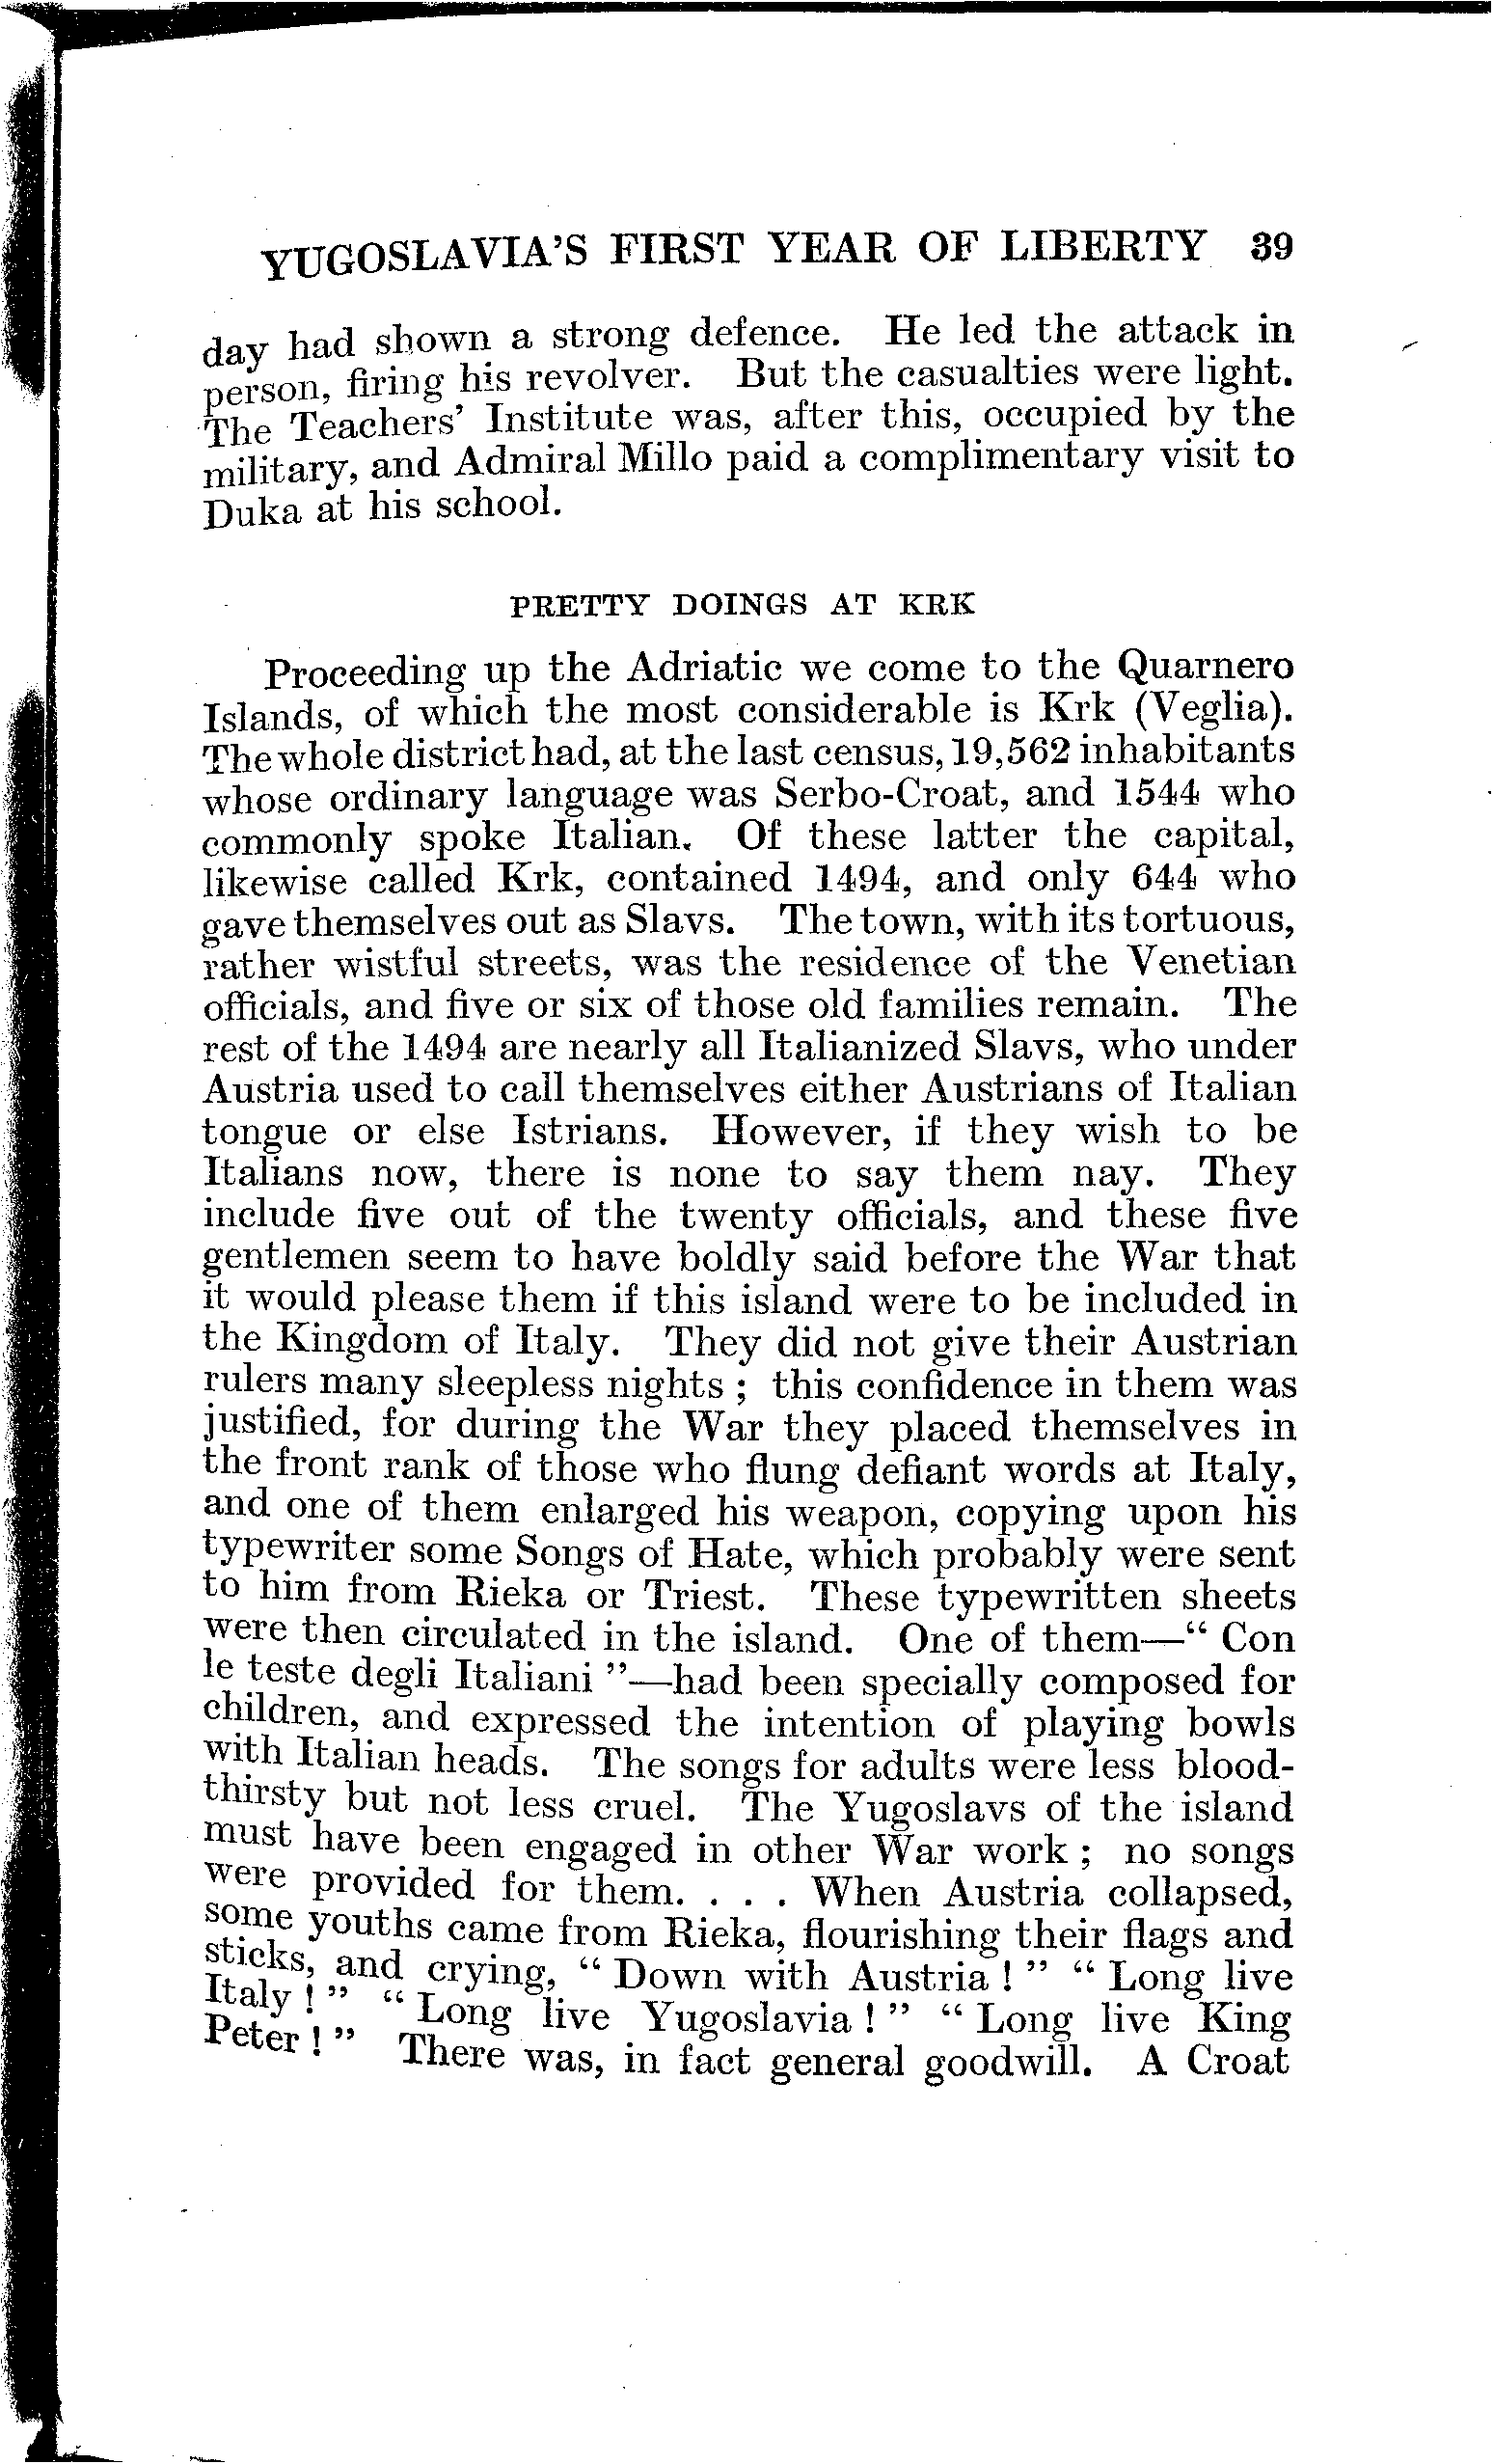 YUGOSLAVIA'S FIRST YEAR OF LIBERTY 39
day had shown a strong defence. He led the attack in
person, firing his revolver. But the casualties were light.
The Teachers' Institute was, after this, occupied by the
military, and Admiral Millo paid a complimentary visit to
Duka at his school.
PRETTY DOINGS AT KRK
Proceeding up the Adriatic we come to the Quarnero
Islands, of which the most considerable is Krk (Veglia).
The whole district had, at the last census, 19,562 inhabitants
whose ordinary language was Serbo-Croat, and 1544 who
commonly spoke Italian. Of these latter the capital,
likewise called Krk, contained 1494, and only 644 who
gave themselves out as Slavs. The town, with its tortuous,
rather wistful streets, was the residence of the Venetian
officials, and five or six of those old families remain. The
rest of the 1494 are nearly all Italianized Slavs, who under
Austria used to call themselves either Austrians of Italian
tongue or else Istrians. However, if they wish to be
Italians now, there is none to say them nay. They
include five out of the twenty officials, and these five
gentlemen seem to have boldly said before the War that
it would please them if this island were to be included in
the Kingdom of Italy. They did not give their Austrian
rulers many sleepless nights ; this confidence in them was
justified, for during the War they placed themselves in
the front rank of those who flung defiant words at Italy,
and one of them enlarged his weapon, copying upon his
typewriter some Songs of Hate, which probably were sent
to him from Rieka or Triest. These typewritten sheets
were then circulated in the island. One of them—“ Con
le teste degli Italiani ”—had been specially composed for
children, and expressed the intention of playing bowls
with Italian heads. The songs for adults were less blood-
thirsty but not less cruel. The Yugoslavs of the island
must have been engaged in other War work ; no songs
were provided for them. . . . When Austria collapsed,
some youths came from Rieka, flourishing their flags and
sticks, and crying, “ Down with Austria ! ” “ Long live
Italy ! ” “ Long live Yugoslavia ! ” “ Long live King
Peter ! ” There was, in fact general goodwill. A Croat